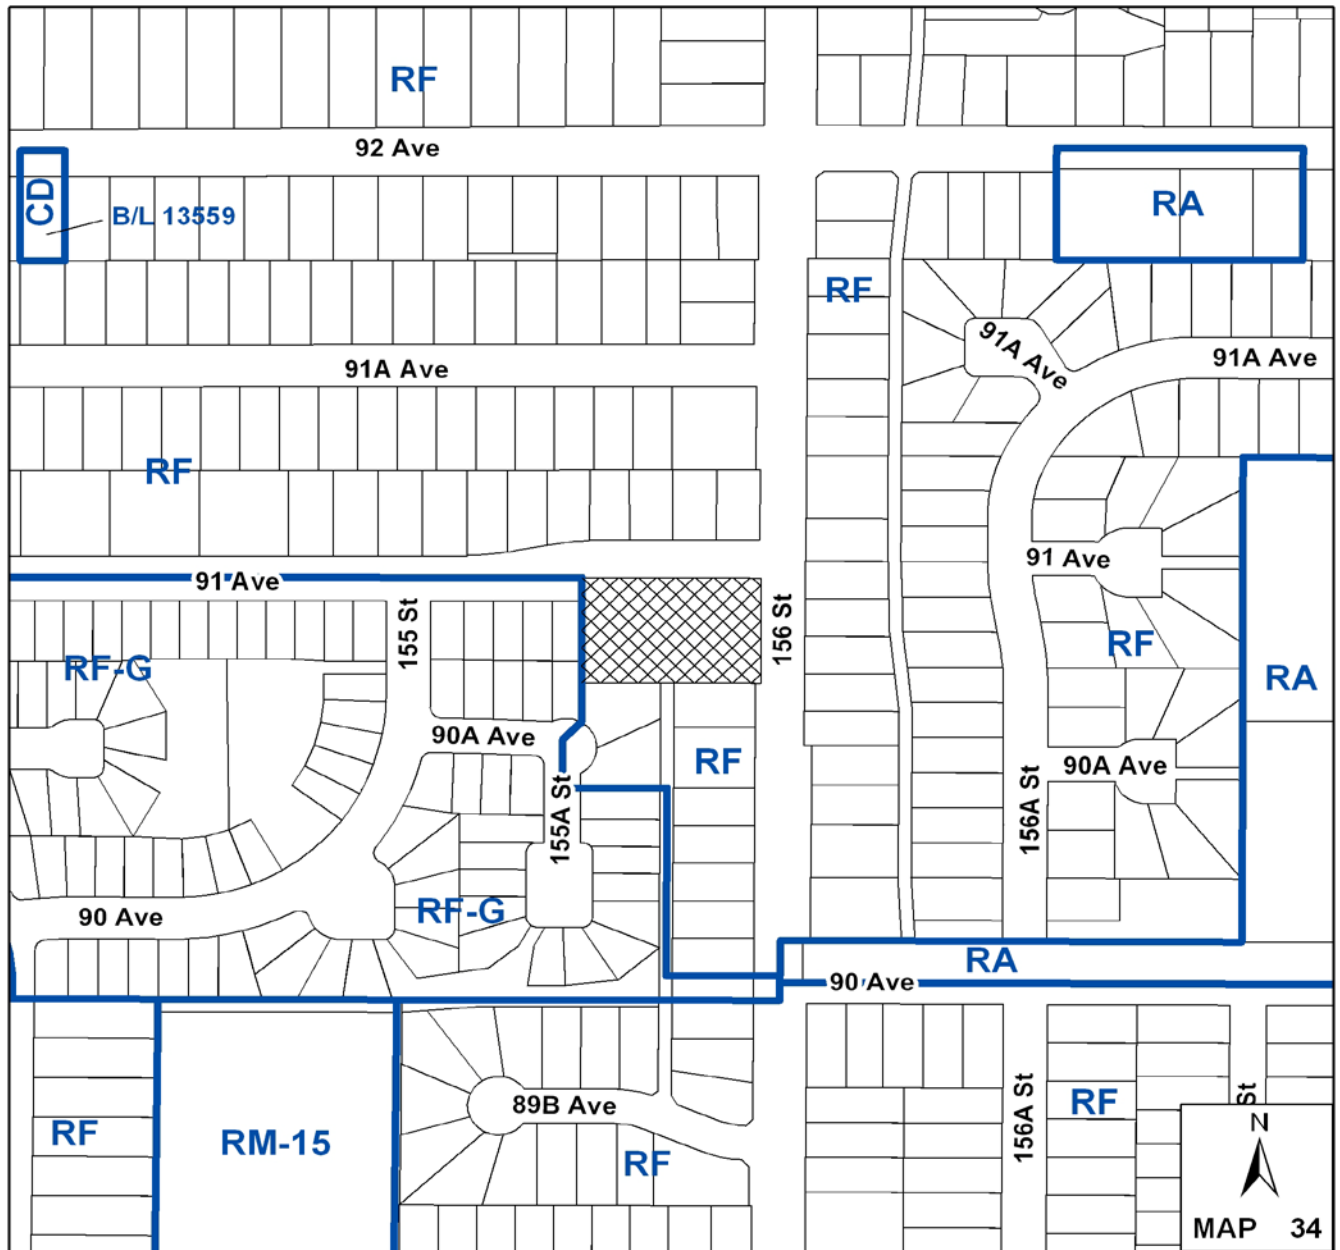 RF
92 Ave
CD
B/L 13559
RA
RF
91A Ave
91A Ave
91A Ave
RF
91 Ave
91 Ave
155 St
156 St
RF
RF-G
RA
90A Ave
RF
90A Ave
155A St
156A St
RF-G
90 Ave
RA
90 Ave
89B Ave
156A St
RF
St
RF
RM-15
RF
N
MAP 34